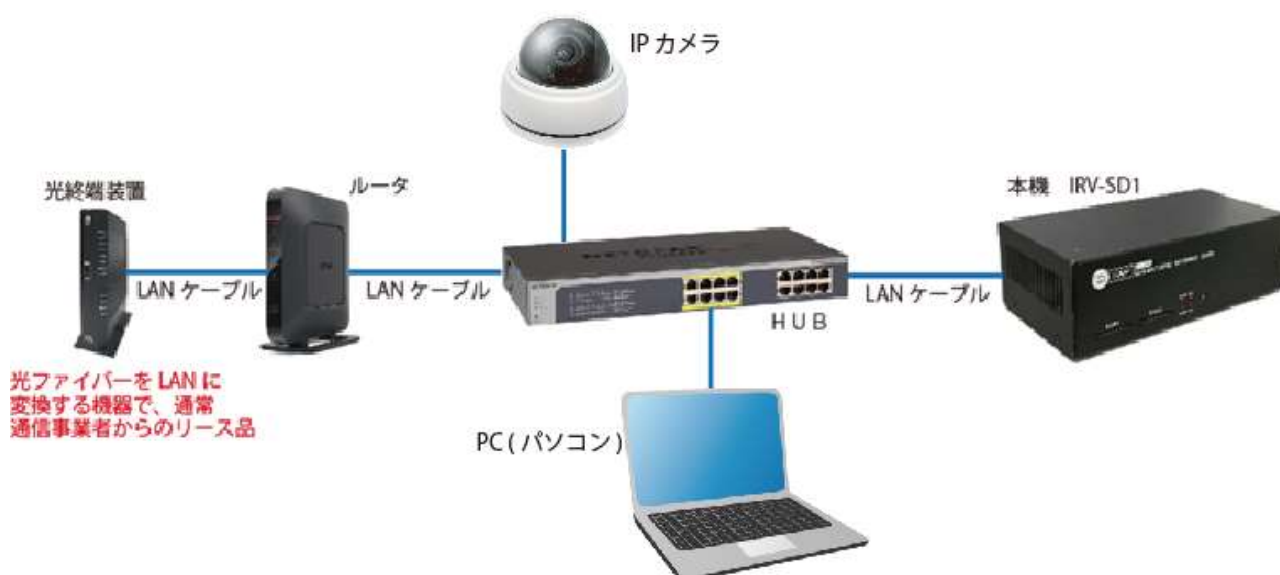 IP カメラ
光終端装置
ルータ
本機 IRV-SD1
LAN ケーブル
LAN ケーブル
LAN ケーブル
ＨＵＢ
光ファイバーを LAN に
変換する機器で、通常
通信事業者からのリース品
PC ( パソコン )